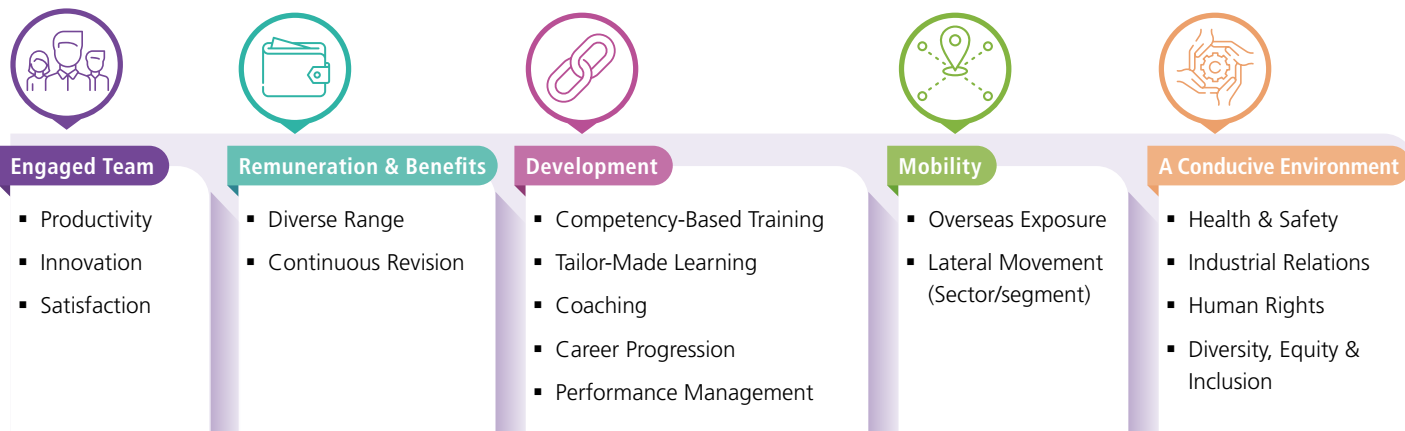 Engaged Team
▪ Productivity
▪ Innovation
▪ Satisfaction
Remuneration & Benefits
▪ Diverse Range
▪ Continuous Revision
Development
▪ Competency-Based Training
▪ Tailor-Made Learning
▪ Coaching
▪ Career Progression
▪ Performance Management
Mobility
▪ Overseas Exposure
▪ Lateral Movement
(Sector/segment)
A Conducive Environment
▪ Health & Safety
▪ Industrial Relations
▪ Human Rights
▪ Diversity, Equity &
Inclusion